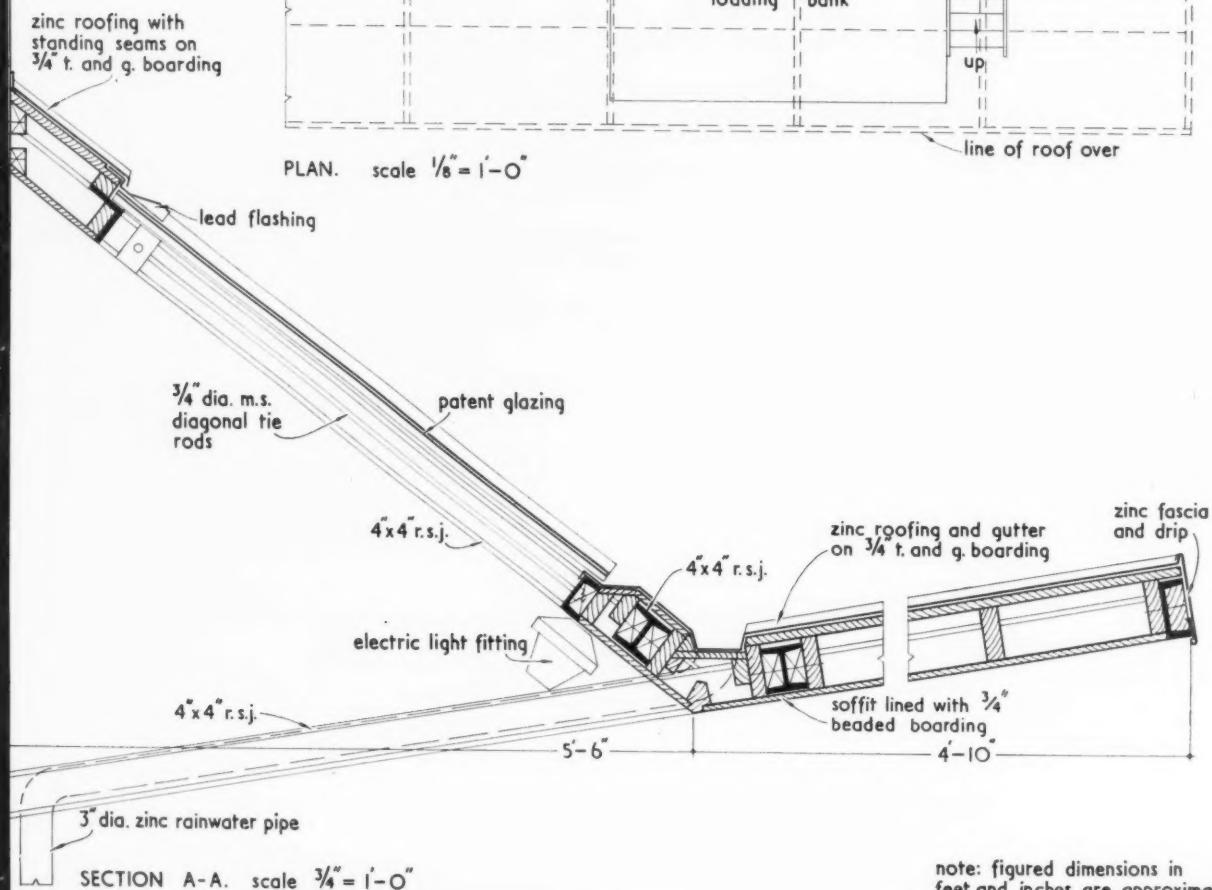 loading bank
up
zinc roofing with
standing seams on
3/4" t. and g. boarding
line of roof over
PLAN. scale 1/8" = 1'-0"
lead flashing
3/4" dia. m.s.
diagonal tie
rods
patent glazing
4"x4" r.s.j.
zinc roofing and gutter
on 3/4" t. and g. boarding
zinc fascia
and drip
4"x4" r.s.j.
electric light fitting
4"x4" r.s.j.
soffit lined with 3/4"
beaded boarding
5'-6"
4'-10"
3" dia. zinc rainwater pipe
SECTION A-A. scale 3/4" = 1'-0"
note: figured dimensions in
feet and inches are approxima